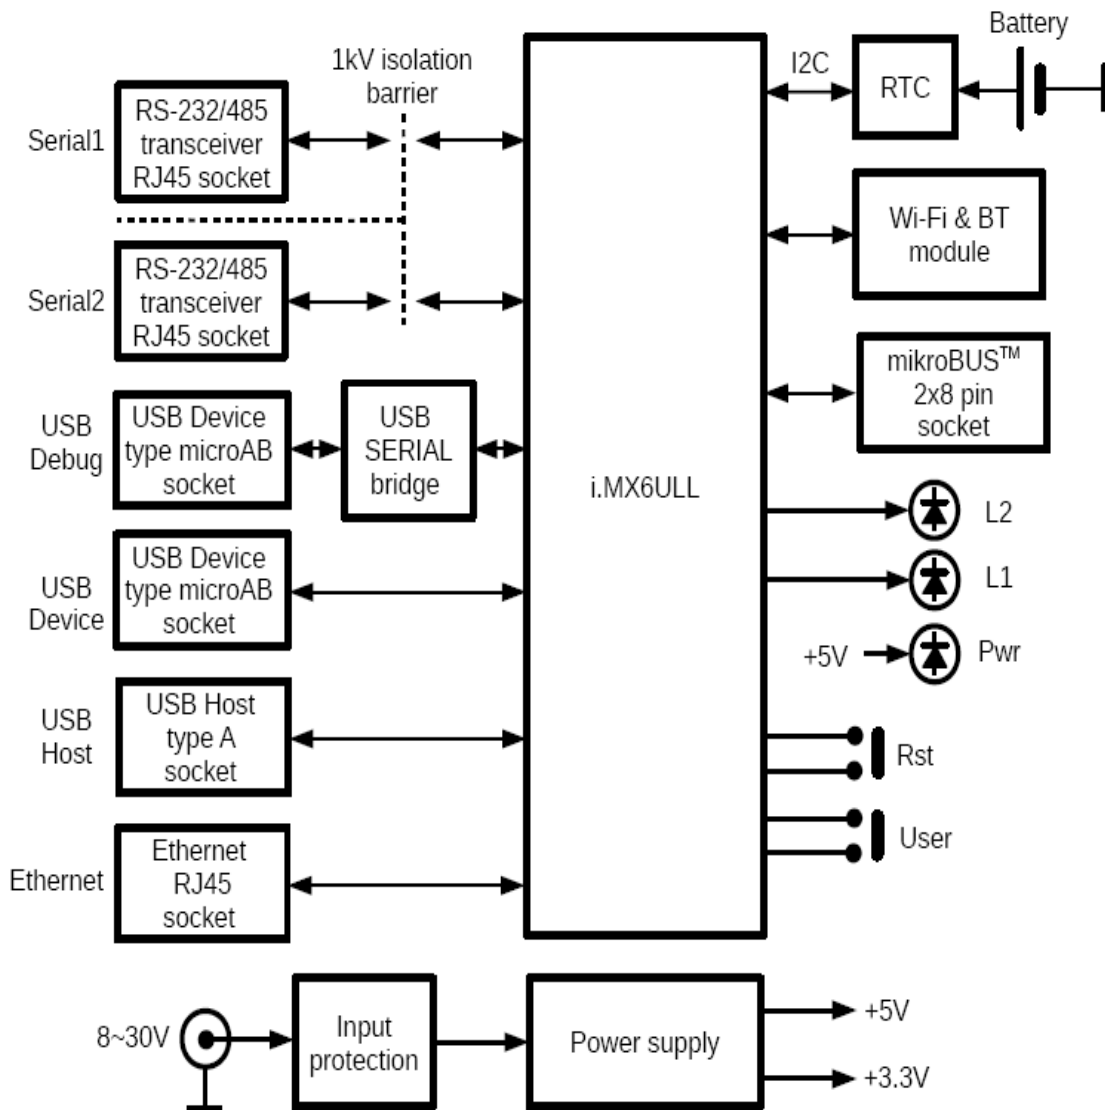 Battery
1kV isolation
barrier
I2C
RTC
Serial1
RS-232/485
transceiver
RJ45 socket
Wi-Fi & BT
module
Serial2
RS-232/485
transceiver
RJ45 socket
mikroBUS™
2x8 pin
socket
USB
Debug
USB Device
type microAB
socket
USB
SERIAL
bridge
i.MX6ULL
L2
USB
Device
USB Device
type microAB
socket
L1
+5V
Pwr
USB
Host
USB Host
type A
socket
Rst
User
Ethernet
Ethernet
RJ45
socket
8~30V
Input
protection
Power supply
+5V
+3.3V